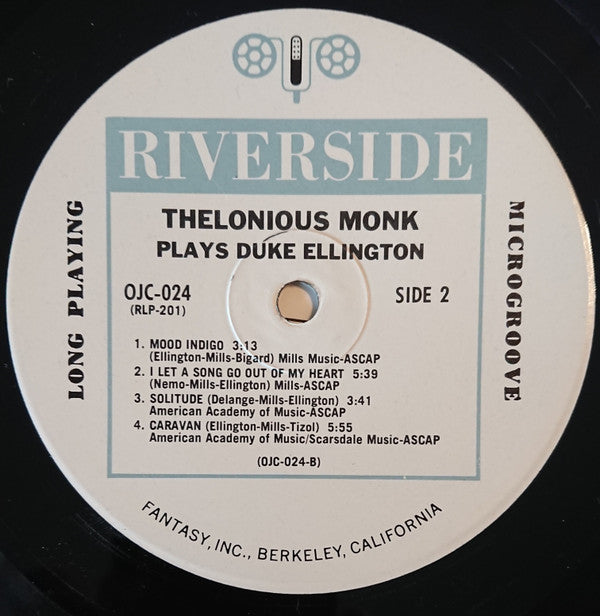 RIVERSIDE
LONG PLAYING
MICROGROOVE
THELONIOUS MONK
PLAYS DUKE ELLINGTON
OJC-024
(RLP-201)
SIDE 2
1. MOOD INDIGO 3:13
(Ellington-Mills-Bigard) Mills Music-ASCAP
2. I LET A SONG GO OUT OF MY HEART 5:39
(Nemo-Mills-Ellington) Mills-ASCAP
3. SOLITUDE (Delange-Mills-Ellington) 3:41
American Academy of Music-ASCAP
4. CARAVAN (Ellington-Mills-Tizol) 5:55
American Academy of Music/Scarsdale Music-ASCAP
(OJC-024-B)
FANTASY, INC., BERKELEY, CALIFORNIA